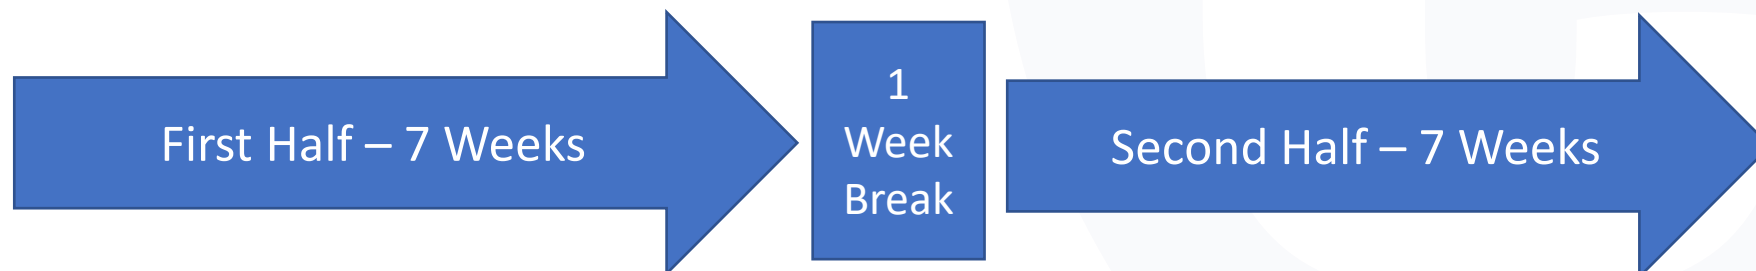 First Half – 7 Weeks
1
Week
Break
Second Half – 7 Weeks